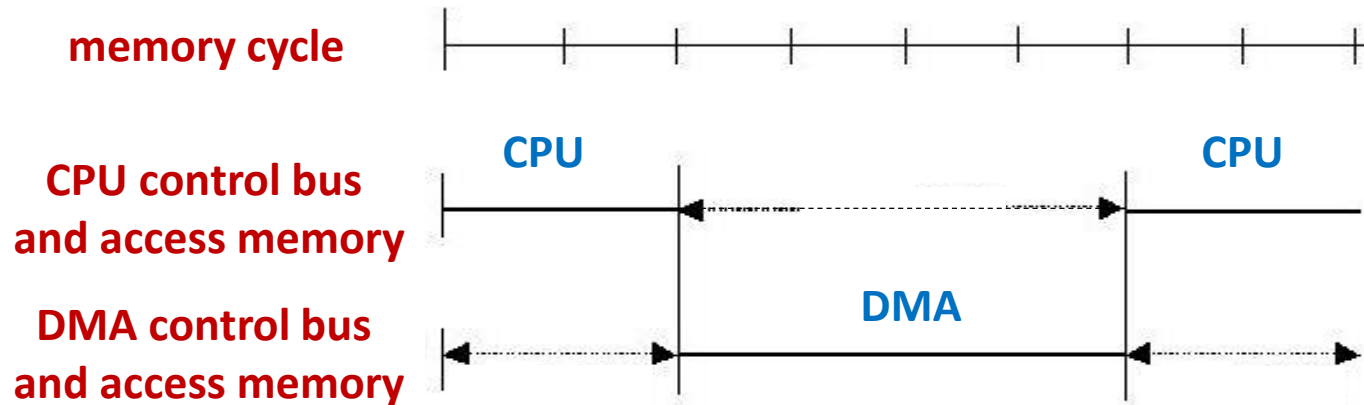 memory cycle
CPU
CPU
CPU control bus
and access memory
DMA
DMA control bus
and access memory